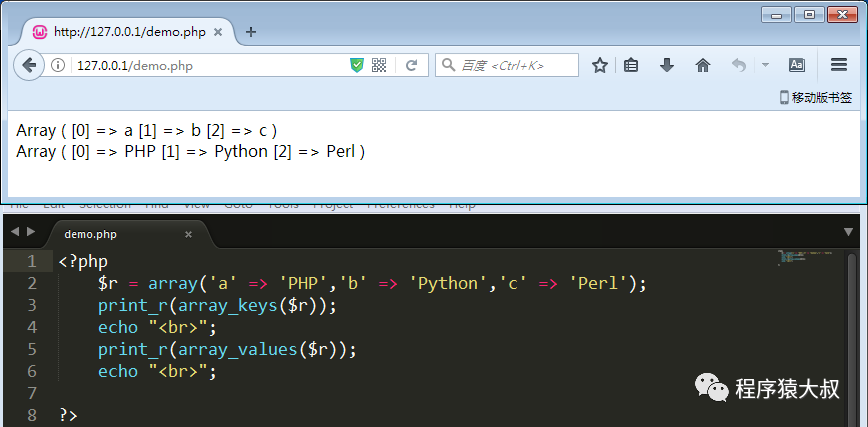 http://127.0.0.1/demo.php
127.0.0.1/demo.php
百度 <Ctrl+K>
移动版书签
Array ( [0] => a [1] => b [2] => c )
Array ( [0] => PHP [1] => Python [2] => Perl )
File Edit Selection Find View Goto Tools Project Preferences Help
demo.php
1 <?php
2 $r = array('a' => 'PHP','b' => 'Python','c' => 'Perl');
3 print_r(array_keys($r));
4 echo "<br>";
5 print_r(array_values($r));
6 echo "<br>";
7
8 ?>
程序猿大叔